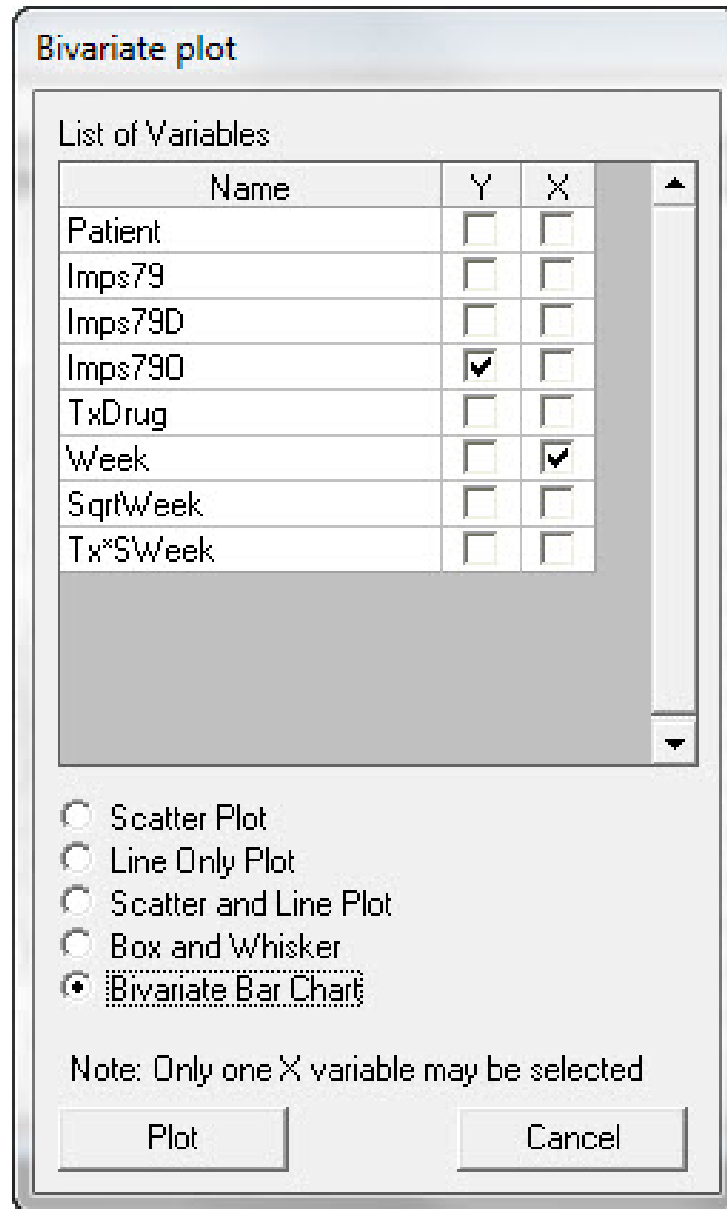 Bivariate plot
List of Variables
Name Y X
Patient
Imps79
Imps79D
Imps79O
TxDrug
Week
SqrtWeek
Tx*SWeek
Scatter Plot
Line Only Plot
Scatter and Line Plot
Box and Whisker
Bivariate Bar Chart
Note: Only one X variable may be selected
Plot Cancel